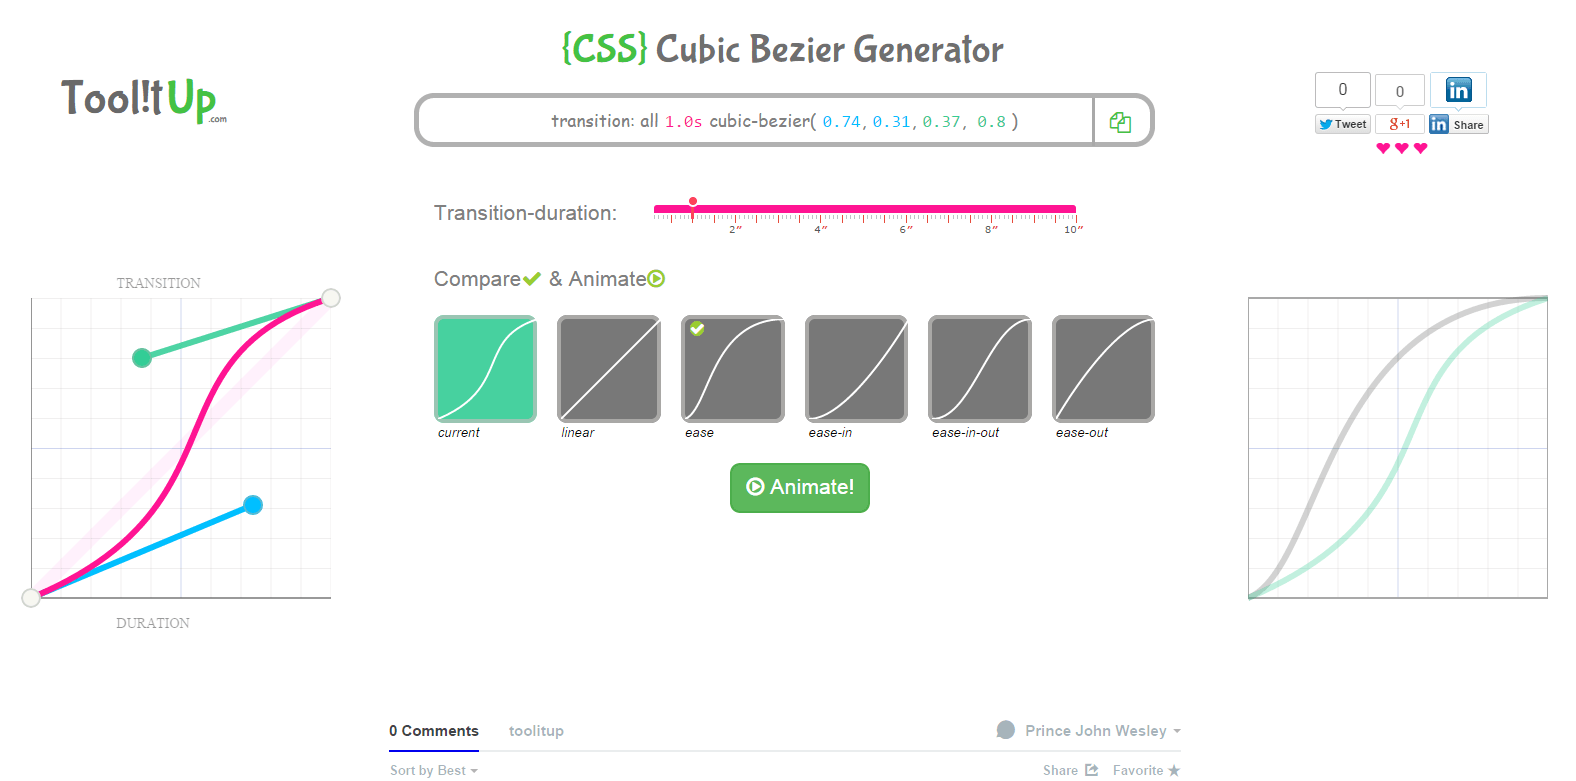 {CSS} Cubic Bezier Generator
Tool!tUp.com
transition: all 1.0s cubic-bezier( 0.74, 0.31, 0.37, 0.8 )
0 0 in
Tweet g+1 in Share
Transition-duration:
2″ 4″ 6″ 8″ 10″
Compare & Animate
TRANSITION
current linear ease ease-in ease-in-out ease-out
Animate!
DURATION
0 Comments toolitup Prince John Wesley
Sort by Best Share Favorite